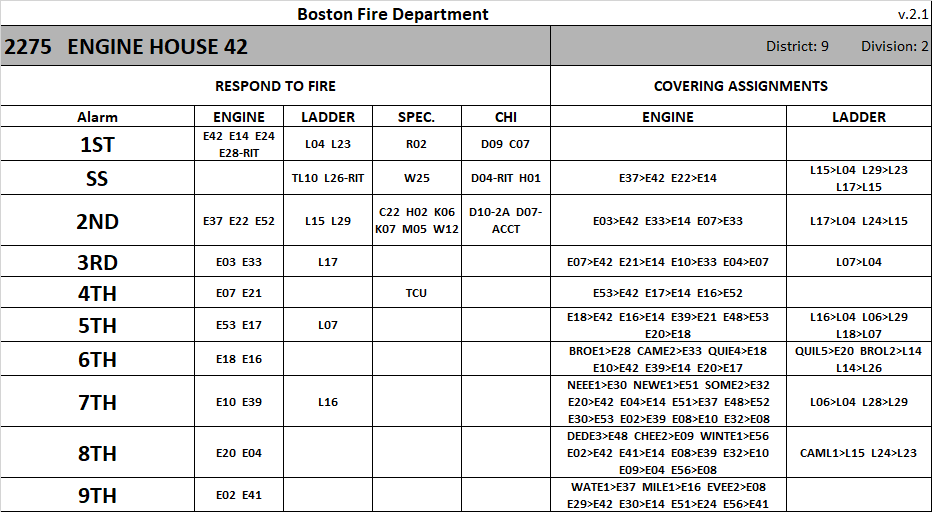 Boston Fire Department v.2.1
2275 ENGINE HOUSE 42 District: 9 Division: 2
RESPOND TO FIRE COVERING ASSIGNMENTS
Alarm ENGINE LADDER SPEC. CHI ENGINE LADDER
1ST E42 E14 E24 E28-RIT L04 L23 R02 D09 C07
SS TL10 L26-RIT W25 D04-RIT H01 E37>E42 E22>E14 L15>L04 L29>L23 L17>L15
2ND E37 E22 E52 L15 L29 C22 H02 K06 K07 M05 W12 D10-2A D07-ACCT E03>E42 E33>E14 E07>E33 L17>L04 L24>L15
3RD E03 E33 L17 E07>E42 E21>E14 E10>E33 E04>E07 L07>L04
4TH E07 E21 TCU E53>E42 E17>E14 E16>E52
5TH E53 E17 L07 E18>E42 E16>E14 E39>E21 E48>E53 E20>E18 L16>L04 L06>L29 L18>L07
6TH E18 E16 BROE1>E28 CAME2>E33 QUIE4>E18 E10>E42 E39>E14 E20>E17 QUIL5>E20 BROL2>L14 L14>L26
7TH E10 E39 L16 NEEE1>E30 NEWE1>E51 SOME2>E32 E20>E42 E04>E14 E51>E37 E48>E52 E30>E53 E02>E39 E08>E10 E32>E08 L06>L04 L28>L29
8TH E20 E04 DEDE3>E48 CHEE2>E09 WINTE1>E56 E02>E42 E41>E14 E08>E39 E32>E10 E09>E04 E56>E08 CAML1>L15 L24>L23
9TH E02 E41 WATE1>E37 MILE1>E16 EVEE2>E08 E29>E42 E30>E14 E51>E24 E56>E41